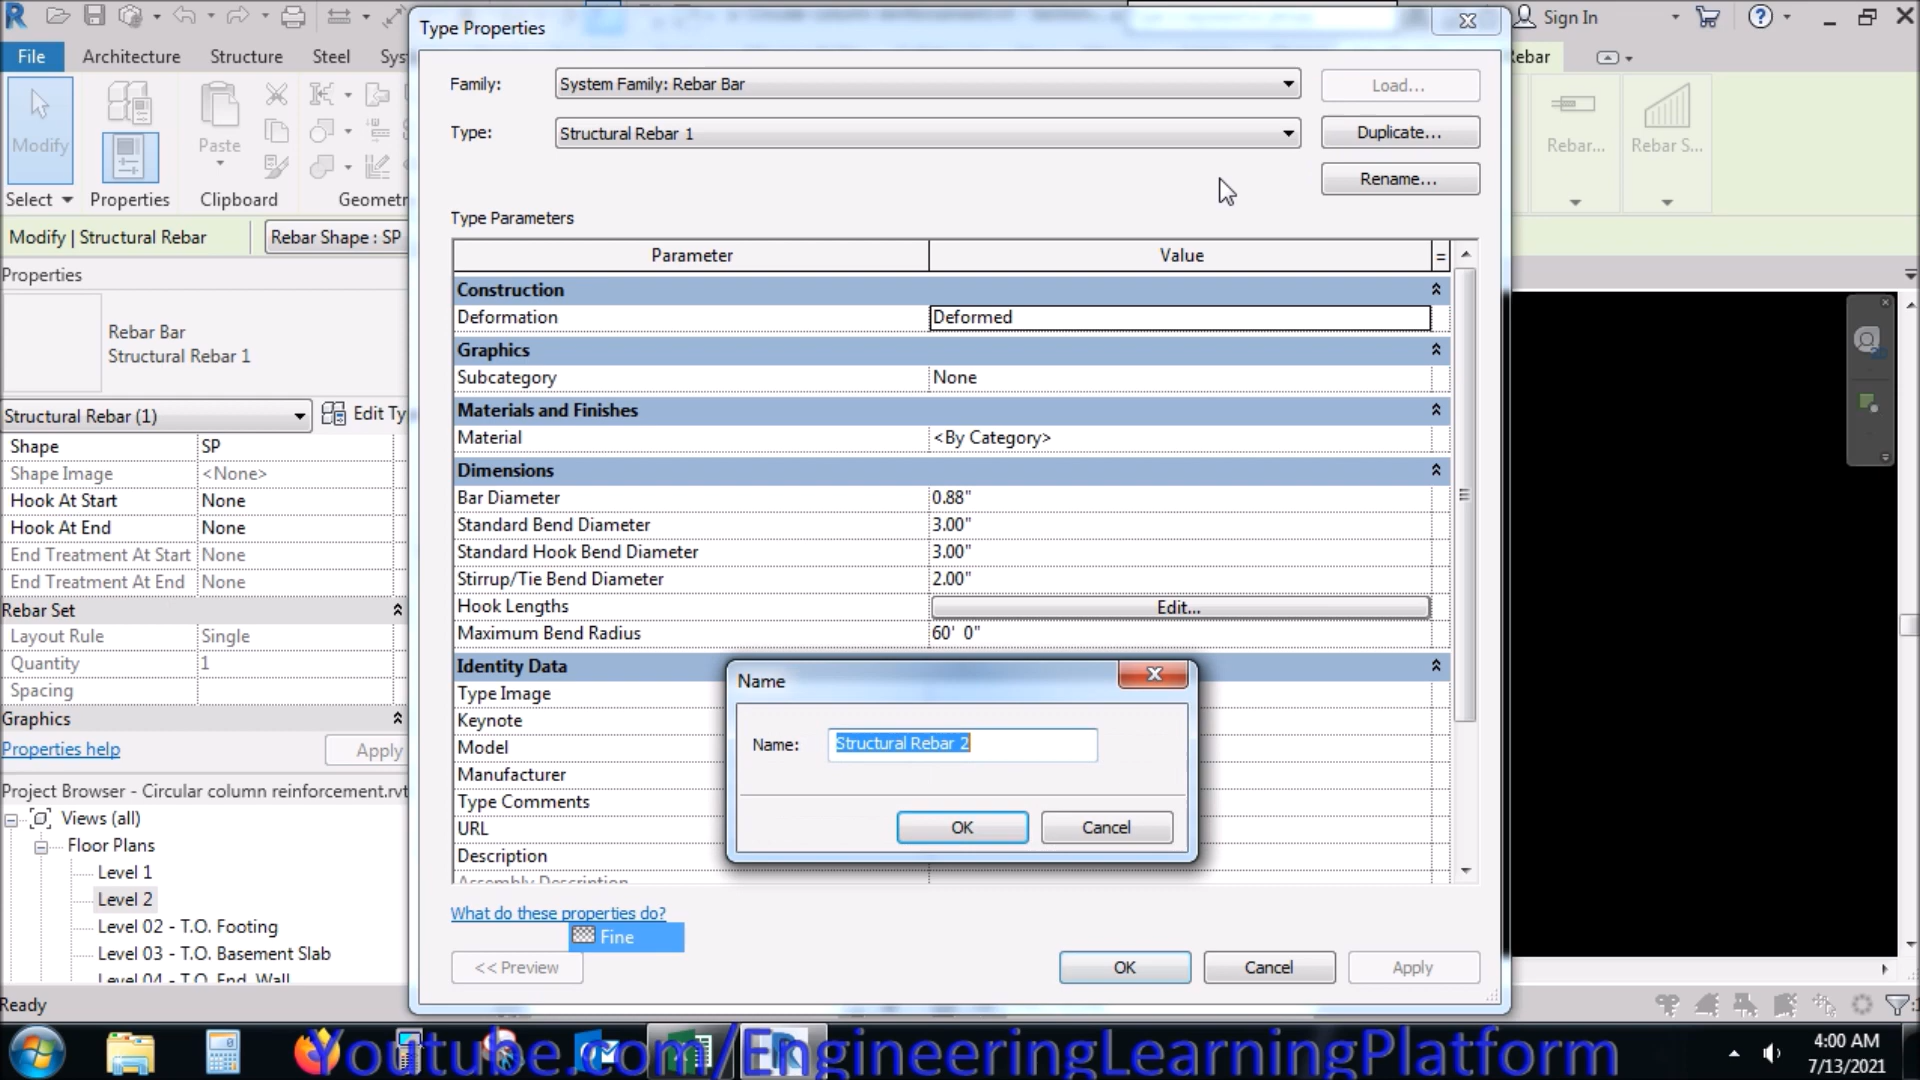 Type Properties
Sign In
File
Architecture
Structure
Steel
Sys
Rebar
Modify
Paste
Select
Properties
Clipboard
Geometr
Rebar...
Rebar S...
Modify | Structural Rebar
Rebar Shape : SP
Family:
System Family: Rebar Bar
Load...
Type:
Structural Rebar 1
Duplicate...
Rename...
Type Parameters
Parameter
Value
=
Construction
Deformation
Deformed
Graphics
Subcategory
None
Materials and Finishes
Material
<By Category>
Dimensions
Bar Diameter
0.88"
Standard Bend Diameter
3.00"
Standard Hook Bend Diameter
3.00"
Stirrup/Tie Bend Diameter
2.00"
Hook Lengths
Edit...
Maximum Bend Radius
60' 0"
Identity Data
Type Image
Keynote
Model
Manufacturer
Type Comments
URL
Description
Assembly Description
Name
Name:
Structural Rebar 2
OK
Cancel
What do these properties do?
Fine
<< Preview
OK
Cancel
Apply
Properties
Rebar Bar
Structural Rebar 1
Structural Rebar (1)
Edit Ty
Shape
SP
Shape Image
<None>
Hook At Start
None
Hook At End
None
End Treatment At Start
None
End Treatment At End
None
Rebar Set
Layout Rule
Single
Quantity
1
Spacing
Graphics
Properties help
Apply
Project Browser - Circular column reinforcement.rvt
Views (all)
Floor Plans
Level 1
Level 2
Level 02 - T.O. Footing
Level 03 - T.O. Basement Slab
Ready
Youtube.com/EngineeringLearningPlatform
4:00 AM
7/13/2021